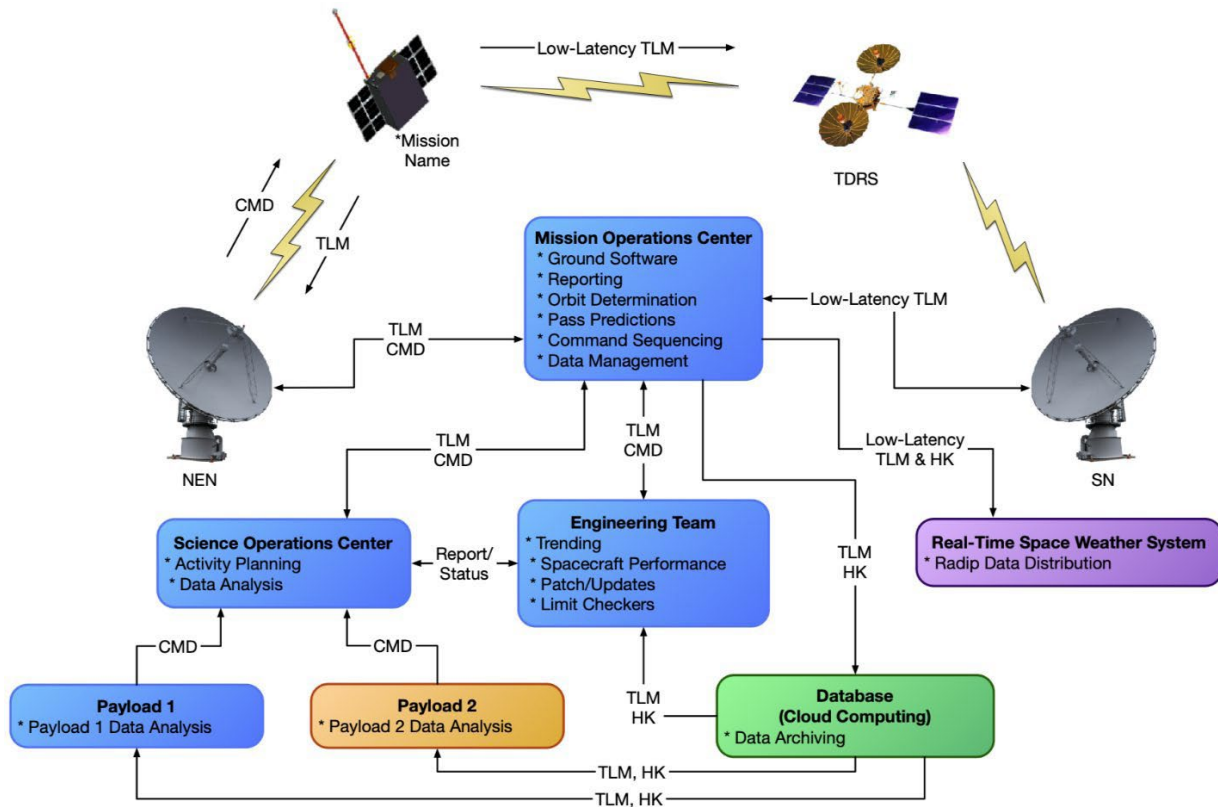 Low-Latency TLM
*Mission
Name
TDRS
CMD
TLM
Mission Operations Center
* Ground Software
* Reporting
* Orbit Determination
* Pass Predictions
* Command Sequencing
* Data Management
Low-Latency TLM
TLM
CMD
NEN
TLM
CMD
TLM
CMD
Low-Latency
TLM & HK
SN
Science Operations Center
* Activity Planning
* Data Analysis
Report/
Status
Engineering Team
* Trending
* Spacecraft Performance
* Patch/Updates
* Limit Checkers
TLM
HK
Real-Time Space Weather System
* Radip Data Distribution
CMD
CMD
Payload 1
* Payload 1 Data Analysis
Payload 2
* Payload 2 Data Analysis
TLM
HK
Database
(Cloud Computing)
* Data Archiving
TLM, HK
TLM, HK